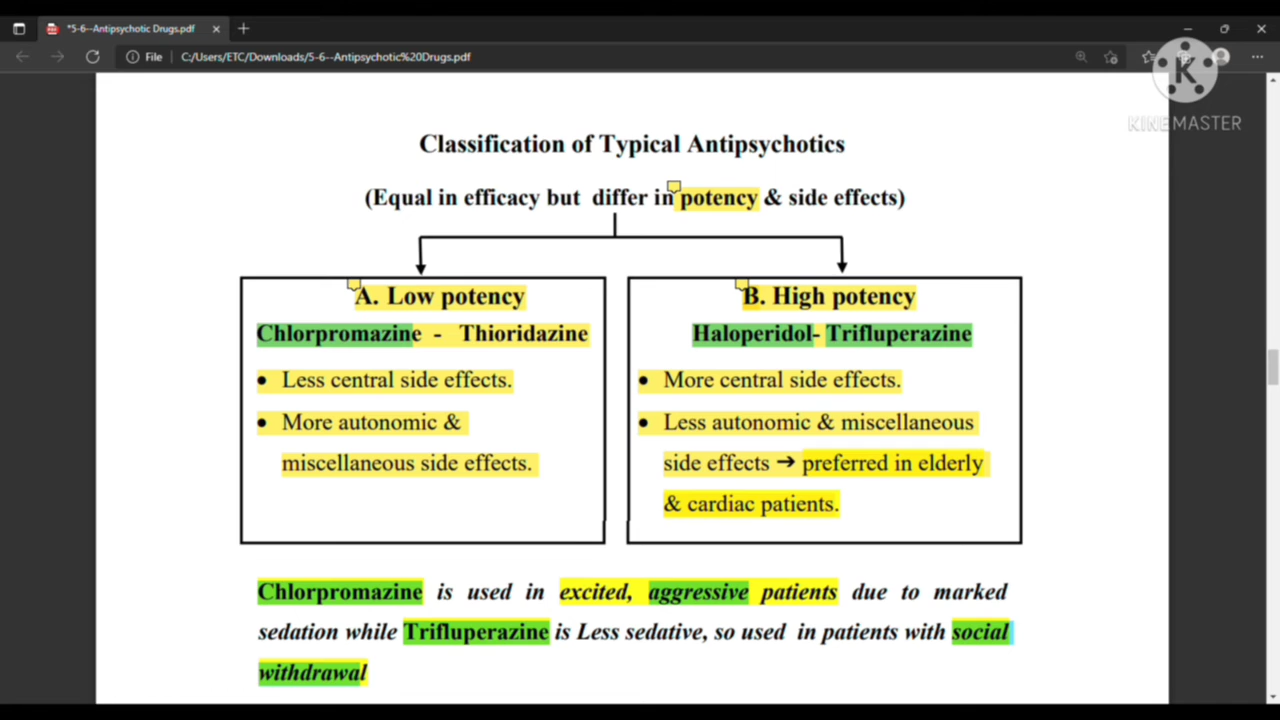 *5-6--Antipsychotic Drugs.pdf
File | C:/Users/ETC/Downloads/5-6--Antipsychotic%20Drugs.pdf
K
KINEMASTER
Classification of Typical Antipsychotics
(Equal in efficacy but differ in potency & side effects)
A. Low potency
Chlorpromazine - Thioridazine
• Less central side effects.
• More autonomic &
miscellaneous side effects.
B. High potency
Haloperidol- Trifluperazine
• More central side effects.
• Less autonomic & miscellaneous
side effects ➔ preferred in elderly
& cardiac patients.
Chlorpromazine is used in excited, aggressive patients due to marked
sedation while Trifluperazine is Less sedative, so used in patients with social
withdrawal